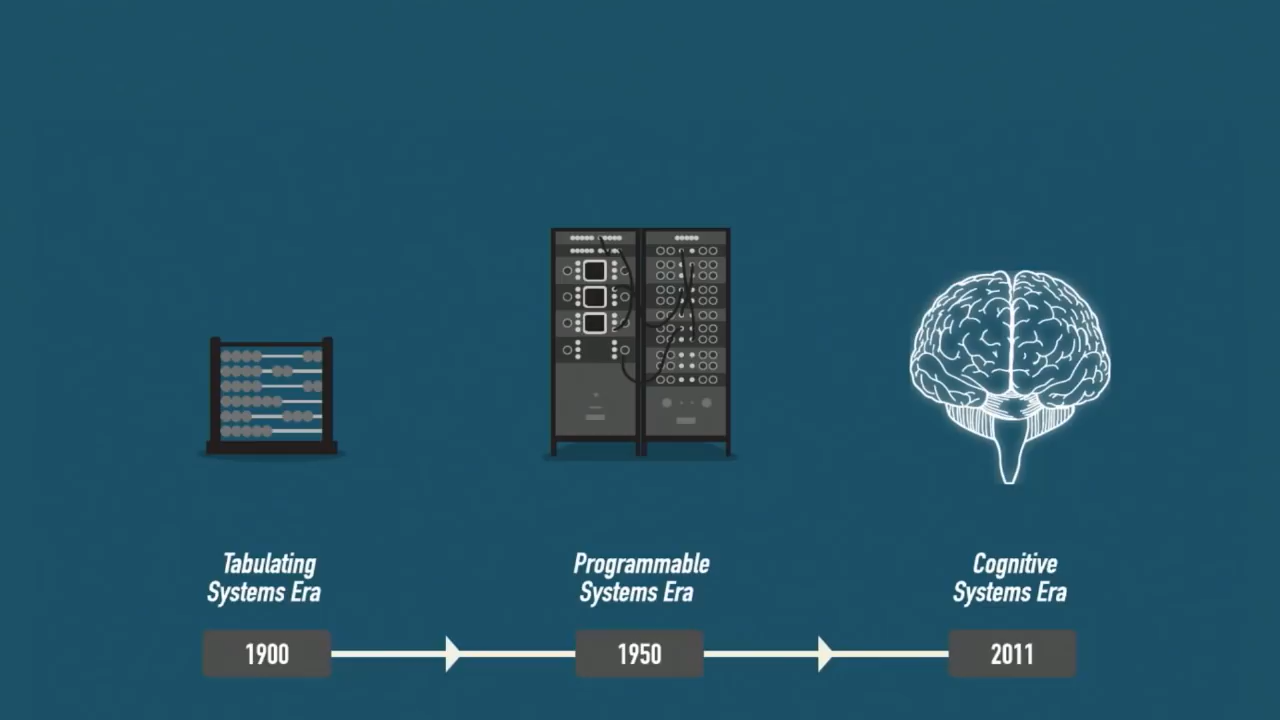 Tabulating
Systems Era
1900
Programmable
Systems Era
1950
Cognitive
Systems Era
2011